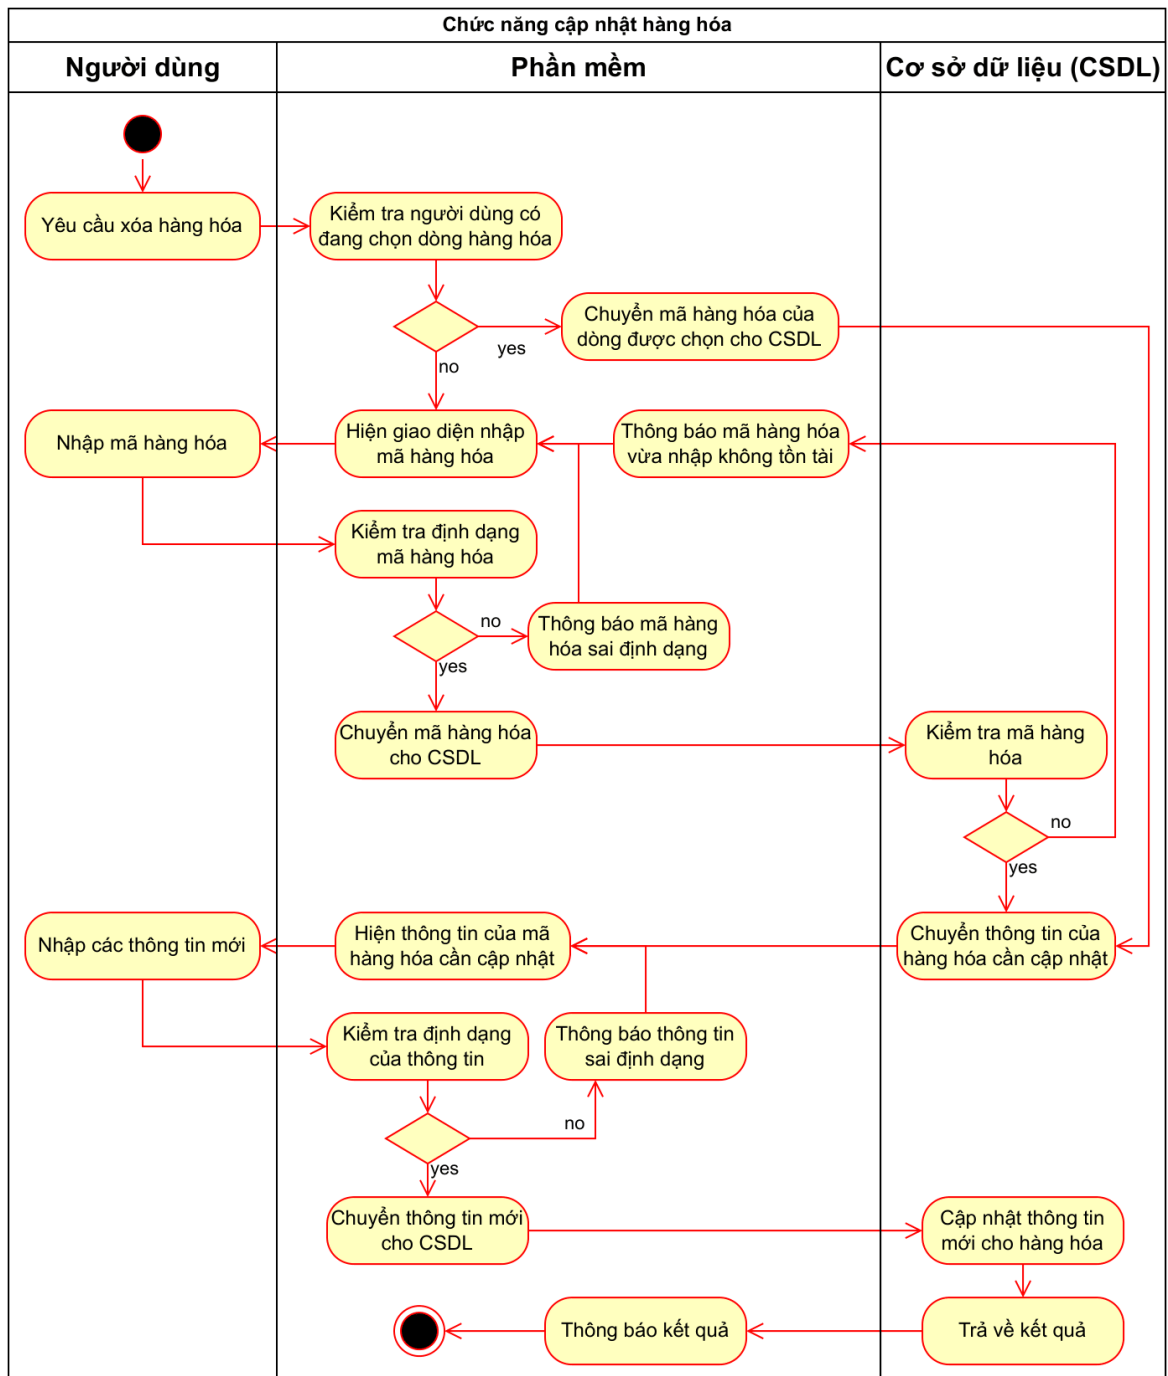 Chức năng cập nhật hàng hóa
Người dùng
Phần mềm
Cơ sở dữ liệu (CSDL)
Yêu cầu xóa hàng hóa
Kiểm tra người dùng có
đang chọn dòng hàng hóa
Chuyển mã hàng hóa của
dòng được chọn cho CSDL
yes
no
Nhập mã hàng hóa
Hiện giao diện nhập
mã hàng hóa
Thông báo mã hàng hóa
vừa nhập không tồn tài
Kiểm tra định dạng
mã hàng hóa
no
Thông báo mã hàng
hóa sai định dạng
yes
Chuyển mã hàng hóa
cho CSDL
Kiểm tra mã hàng
hóa
no
yes
Nhập các thông tin mới
Hiện thông tin của mã
hàng hóa cần cập nhật
Chuyển thông tin của
hàng hóa cần cập nhật
Kiểm tra định dạng
của thông tin
Thông báo thông tin
sai định dạng
no
yes
Chuyển thông tin mới
cho CSDL
Cập nhật thông tin
mới cho hàng hóa
Thông báo kết quả
Trả về kết quả